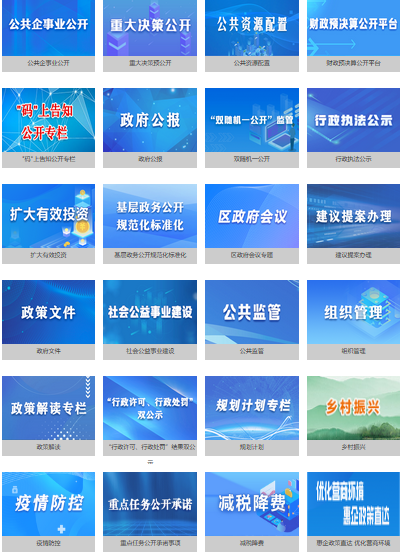 公共企事业公开
重大决策公开
公共资源配置
财政预决算公开平台
公共企事业公开
重大决策预公开
公共资源配置
财政预决算公开平台
"码"上告知
公开专栏
政府公报
“双随机一公开”监管
行政执法公示
"码"上告知公开专栏
政府公报
双随机一公开
行政执法公示
扩大有效投资
基层政务公开
规范化标准化
区政府会议
建议提案办理
扩大有效投资
基层政务公开规范化标准化
区政府会议专题
建议提案办理
政策文件
社会公益事业建设
公共监管
组织管理
政府文件
社会公益事业建设
公共监管
组织管理
政策解读专栏
“行政许可、行政处罚”
双公示
规划计划专栏
乡村振兴
政策解读
“行政许可、行政处罚”结果双公
示
规划计划
乡村振兴
疫情防控
重点任务公开承诺
减税降费
优化营商环境
惠企政策直达
疫情防控
重点任务公开承诺事项
减税降费
惠企政策直达 优化营商环境